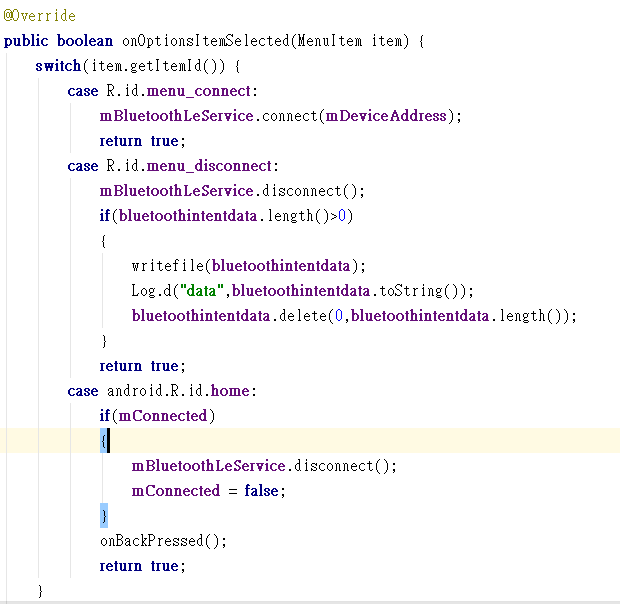 @Override
public boolean onOptionsItemSelected(MenuItem item) {
switch(item.getItemId()) {
case R.id.menu_connect:
mBluetoothLeService.connect(mDeviceAddress);
return true;
case R.id.menu_disconnect:
mBluetoothLeService.disconnect();
if(bluetoothintentdata.length()>0)
{
writefile(bluetoothintentdata);
Log.d("data",bluetoothintentdata.toString());
bluetoothintentdata.delete(0,bluetoothintentdata.length());
}
return true;
case android.R.id.home:
if(mConnected)
{
mBluetoothLeService.disconnect();
mConnected = false;
}
onBackPressed();
return true;
}